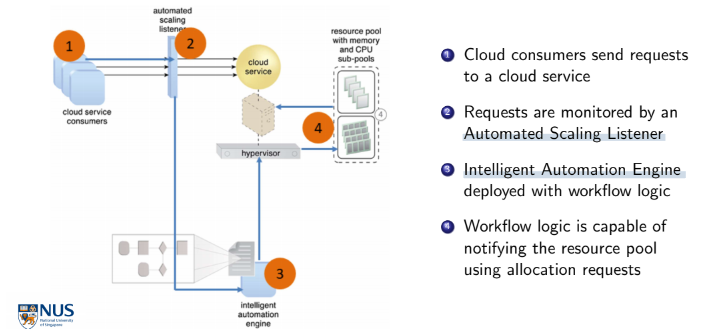 automated
scaling
listener
1
2
cloud
service
resource pool
with memory
and CPU
sub-pools
cloud service
consumers
4
4
hypervisor
3
intelligent
automation
engine
NUS
National University
of Singapore
1 Cloud consumers send requests
to a cloud service
2 Requests are monitored by an
Automated Scaling Listener
3 Intelligent Automation Engine
deployed with workflow logic
4 Workflow logic is capable of
notifying the resource pool
using allocation requests